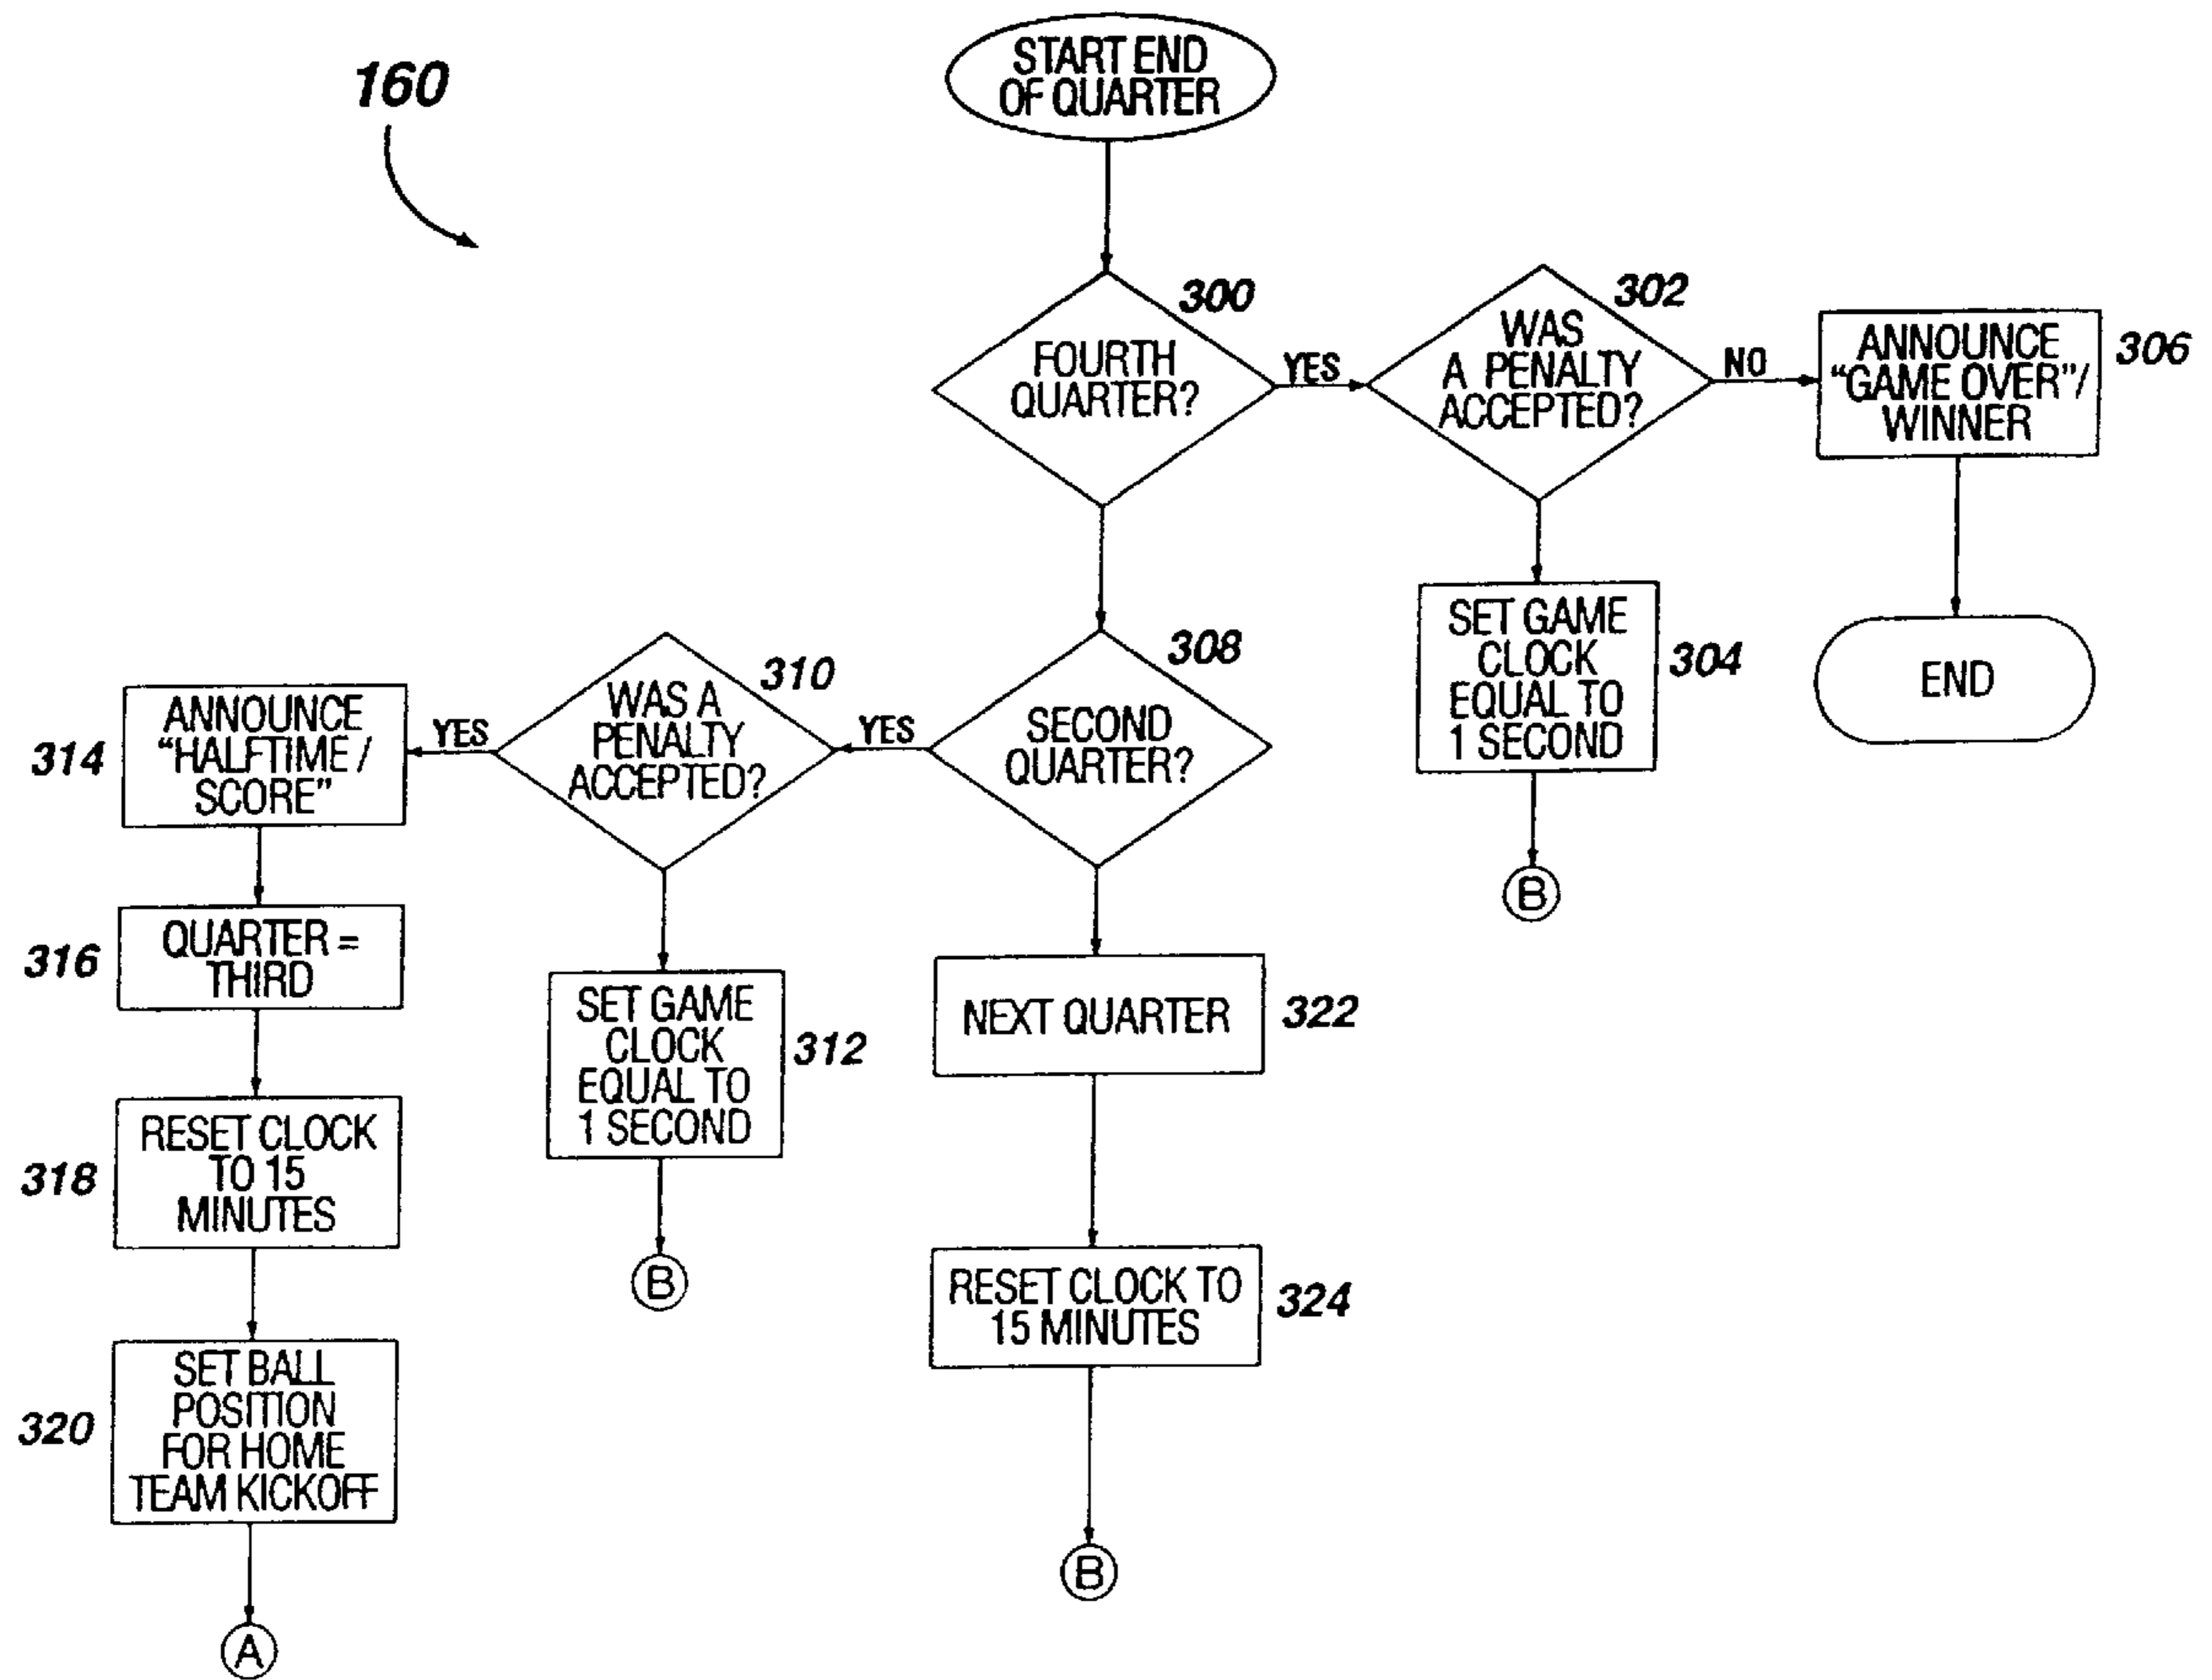 160
START END
OF QUARTER
300
FOURTH
QUARTER?
YES
302
WAS
A PENALTY
ACCEPTED?
NO
306
ANNOUNCE
“GAME OVER”/
WINNER
END
304
SET GAME
CLOCK
EQUAL TO
1 SECOND
B
308
SECOND
QUARTER?
YES
310
WAS A
PENALTY
ACCEPTED?
YES
314
ANNOUNCE
“HALFTIME /
SCORE”
316
QUARTER =
THIRD
318
RESET CLOCK
TO 15
MINUTES
320
SET BALL
POSITION
FOR HOME
TEAM KICKOFF
A
312
SET GAME
CLOCK
EQUAL TO
1 SECOND
B
322
NEXT QUARTER
324
RESET CLOCK TO
15 MINUTES
B